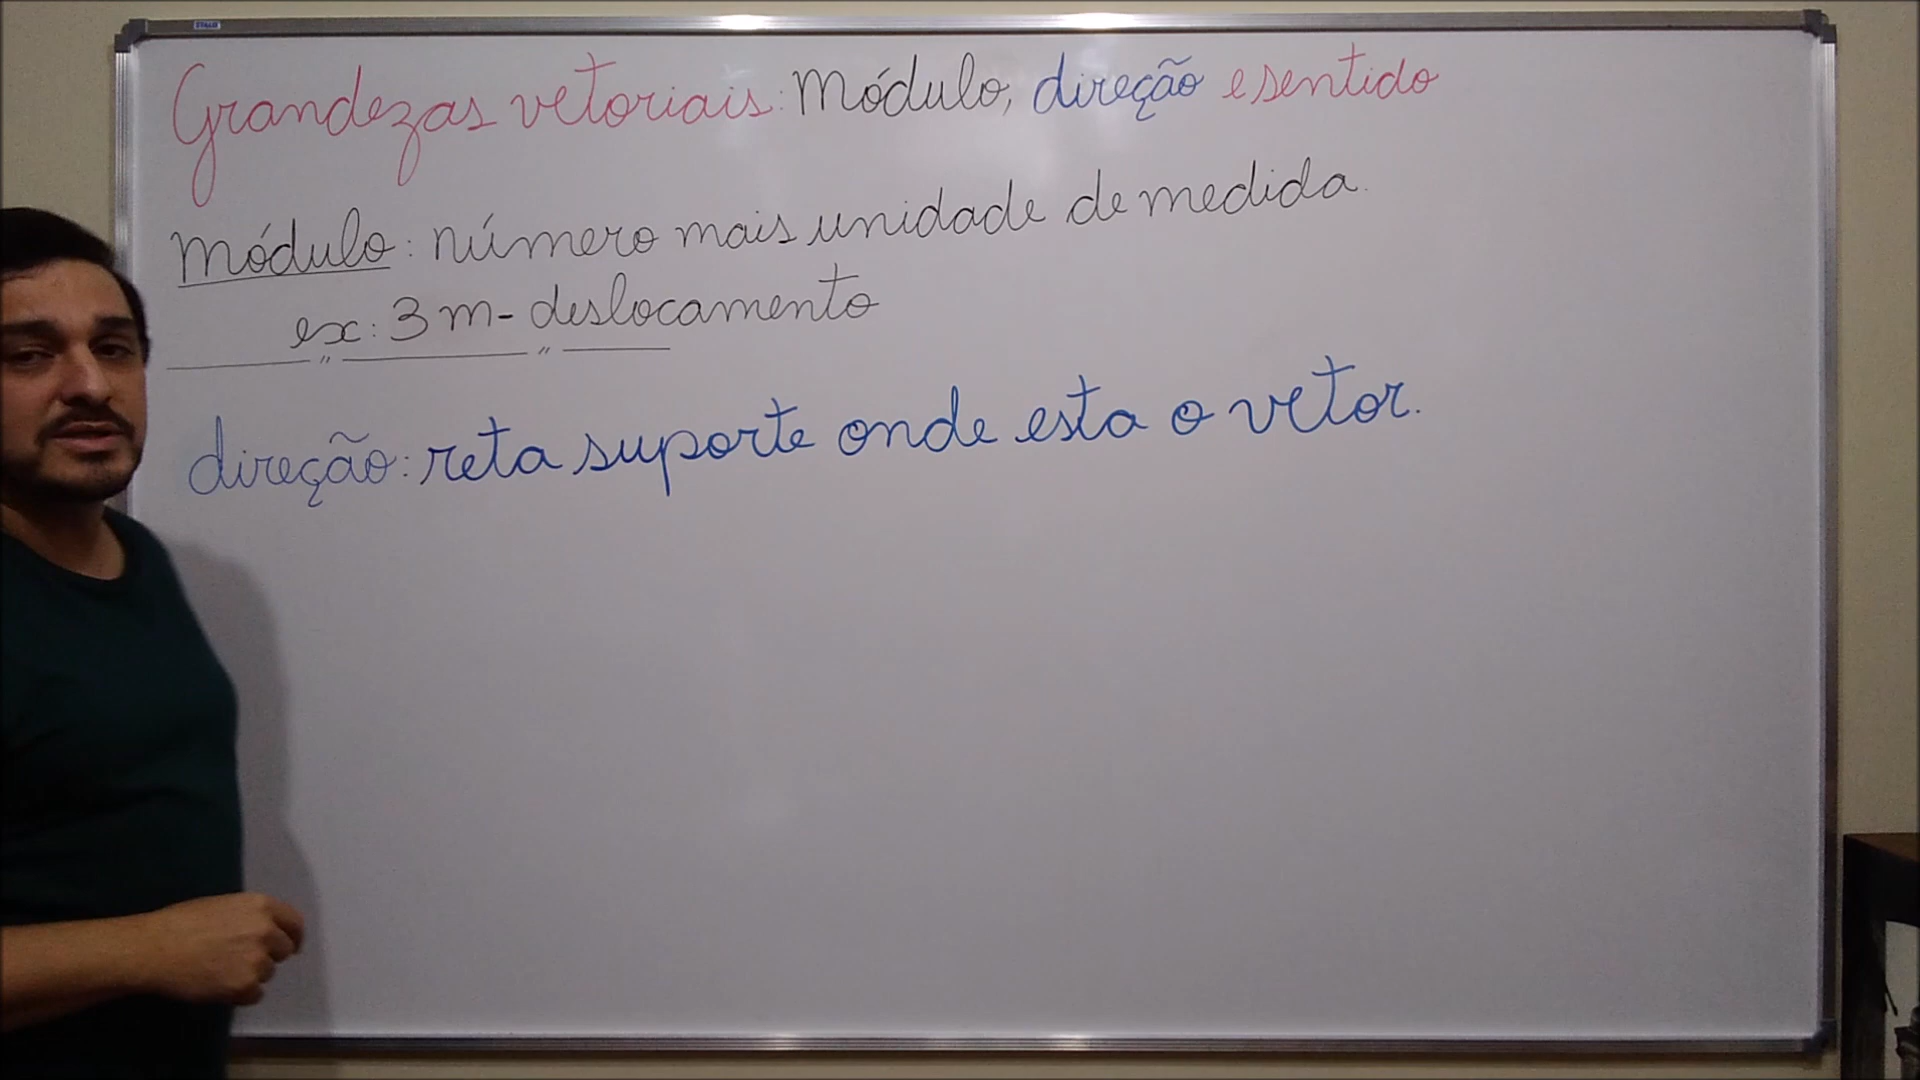 Grandezas vetoriais: Módulo, direção e sentido
Módulo: número mais unidade de medida.
ex: 3 m - deslocamento
direção: reta suporte onde esta o vetor.